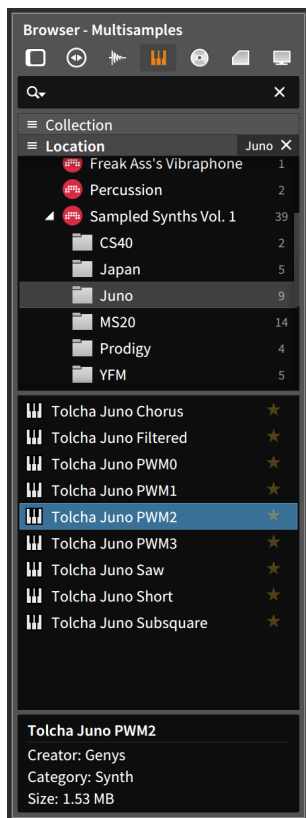 Browser - Multisamples
Collection
Location Juno
Freak Ass's Vibraphone 1
Percussion 2
Sampled Synths Vol. 1 39
CS40 2
Japan 5
Juno 9
MS20 14
Prodigy 4
YFM 5
Tolcha Juno Chorus
Tolcha Juno Filtered
Tolcha Juno PWM0
Tolcha Juno PWM1
Tolcha Juno PWM2
Tolcha Juno PWM3
Tolcha Juno Saw
Tolcha Juno Short
Tolcha Juno Subsquare
Tolcha Juno PWM2
Creator: Genys
Category: Synth
Size: 1.53 MB